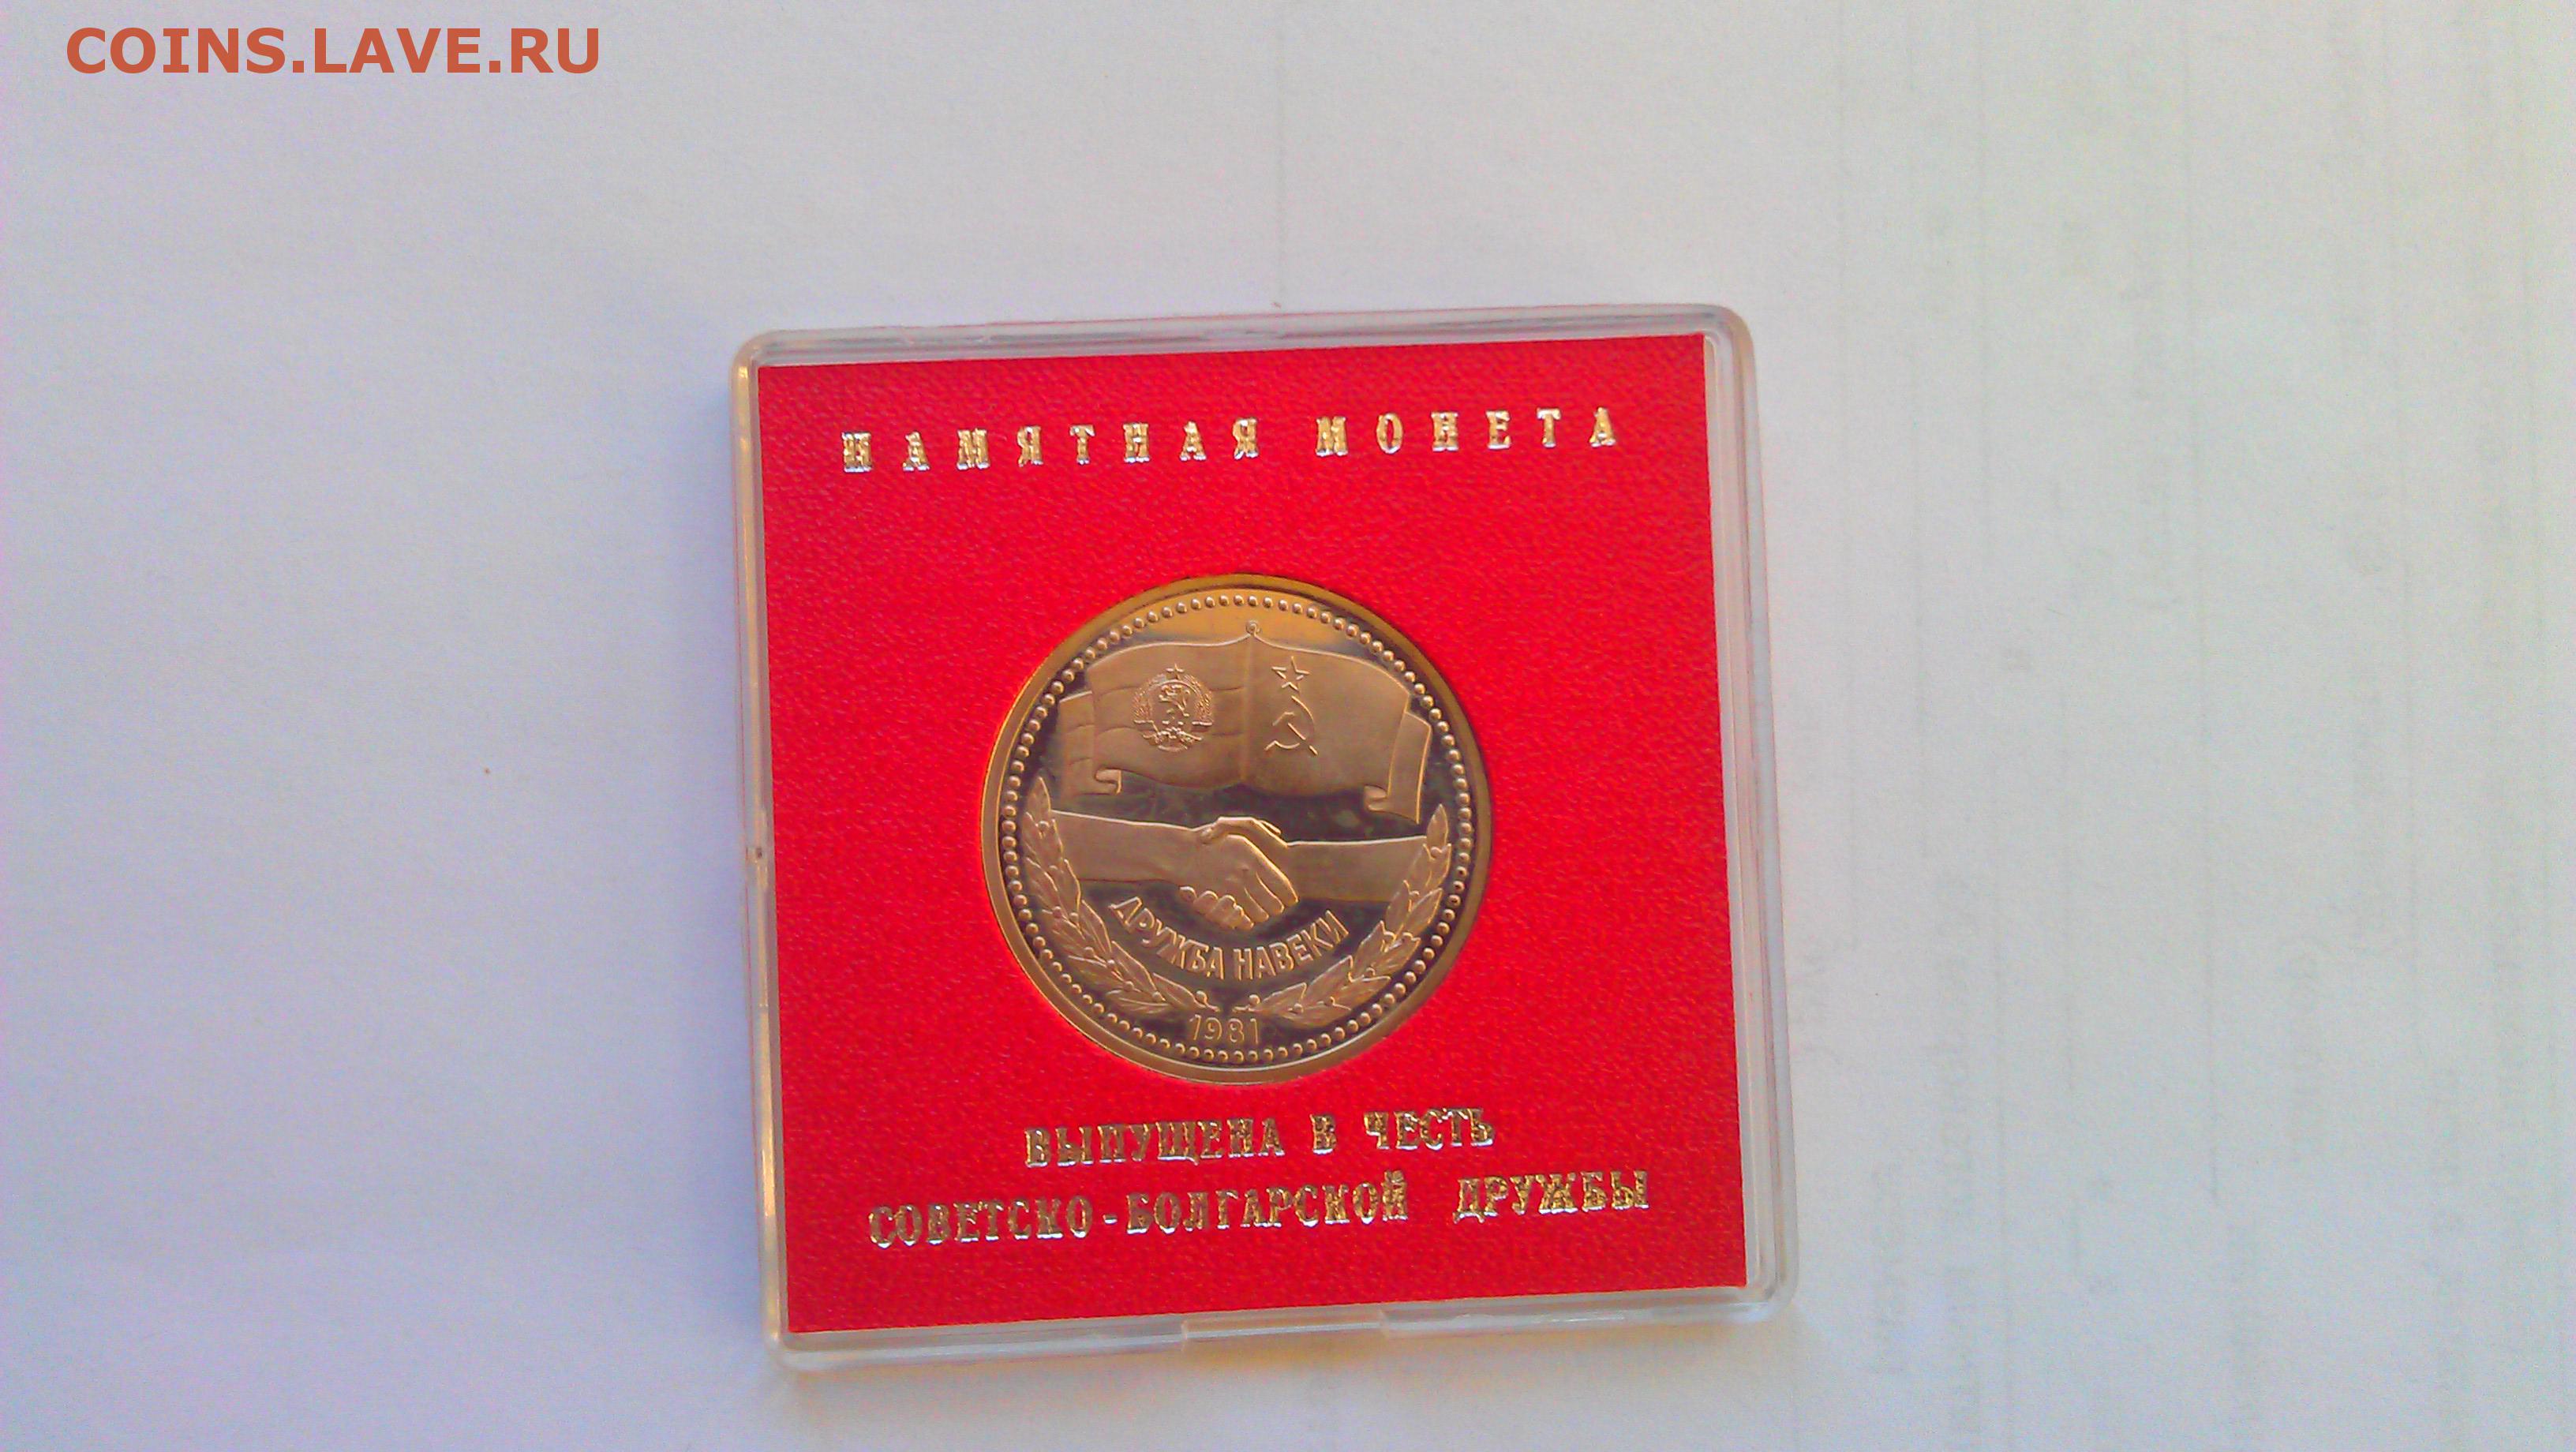 COINS.LAVE.RU
ПАМЯТНАЯ МОНЕТА
ДРУЖБА НАВЕКИ
1981
ВЫПУЩЕНА В ЧЕСТЬ
СОВЕТСКО-БОЛГАРСКОЙ ДРУЖБЫ